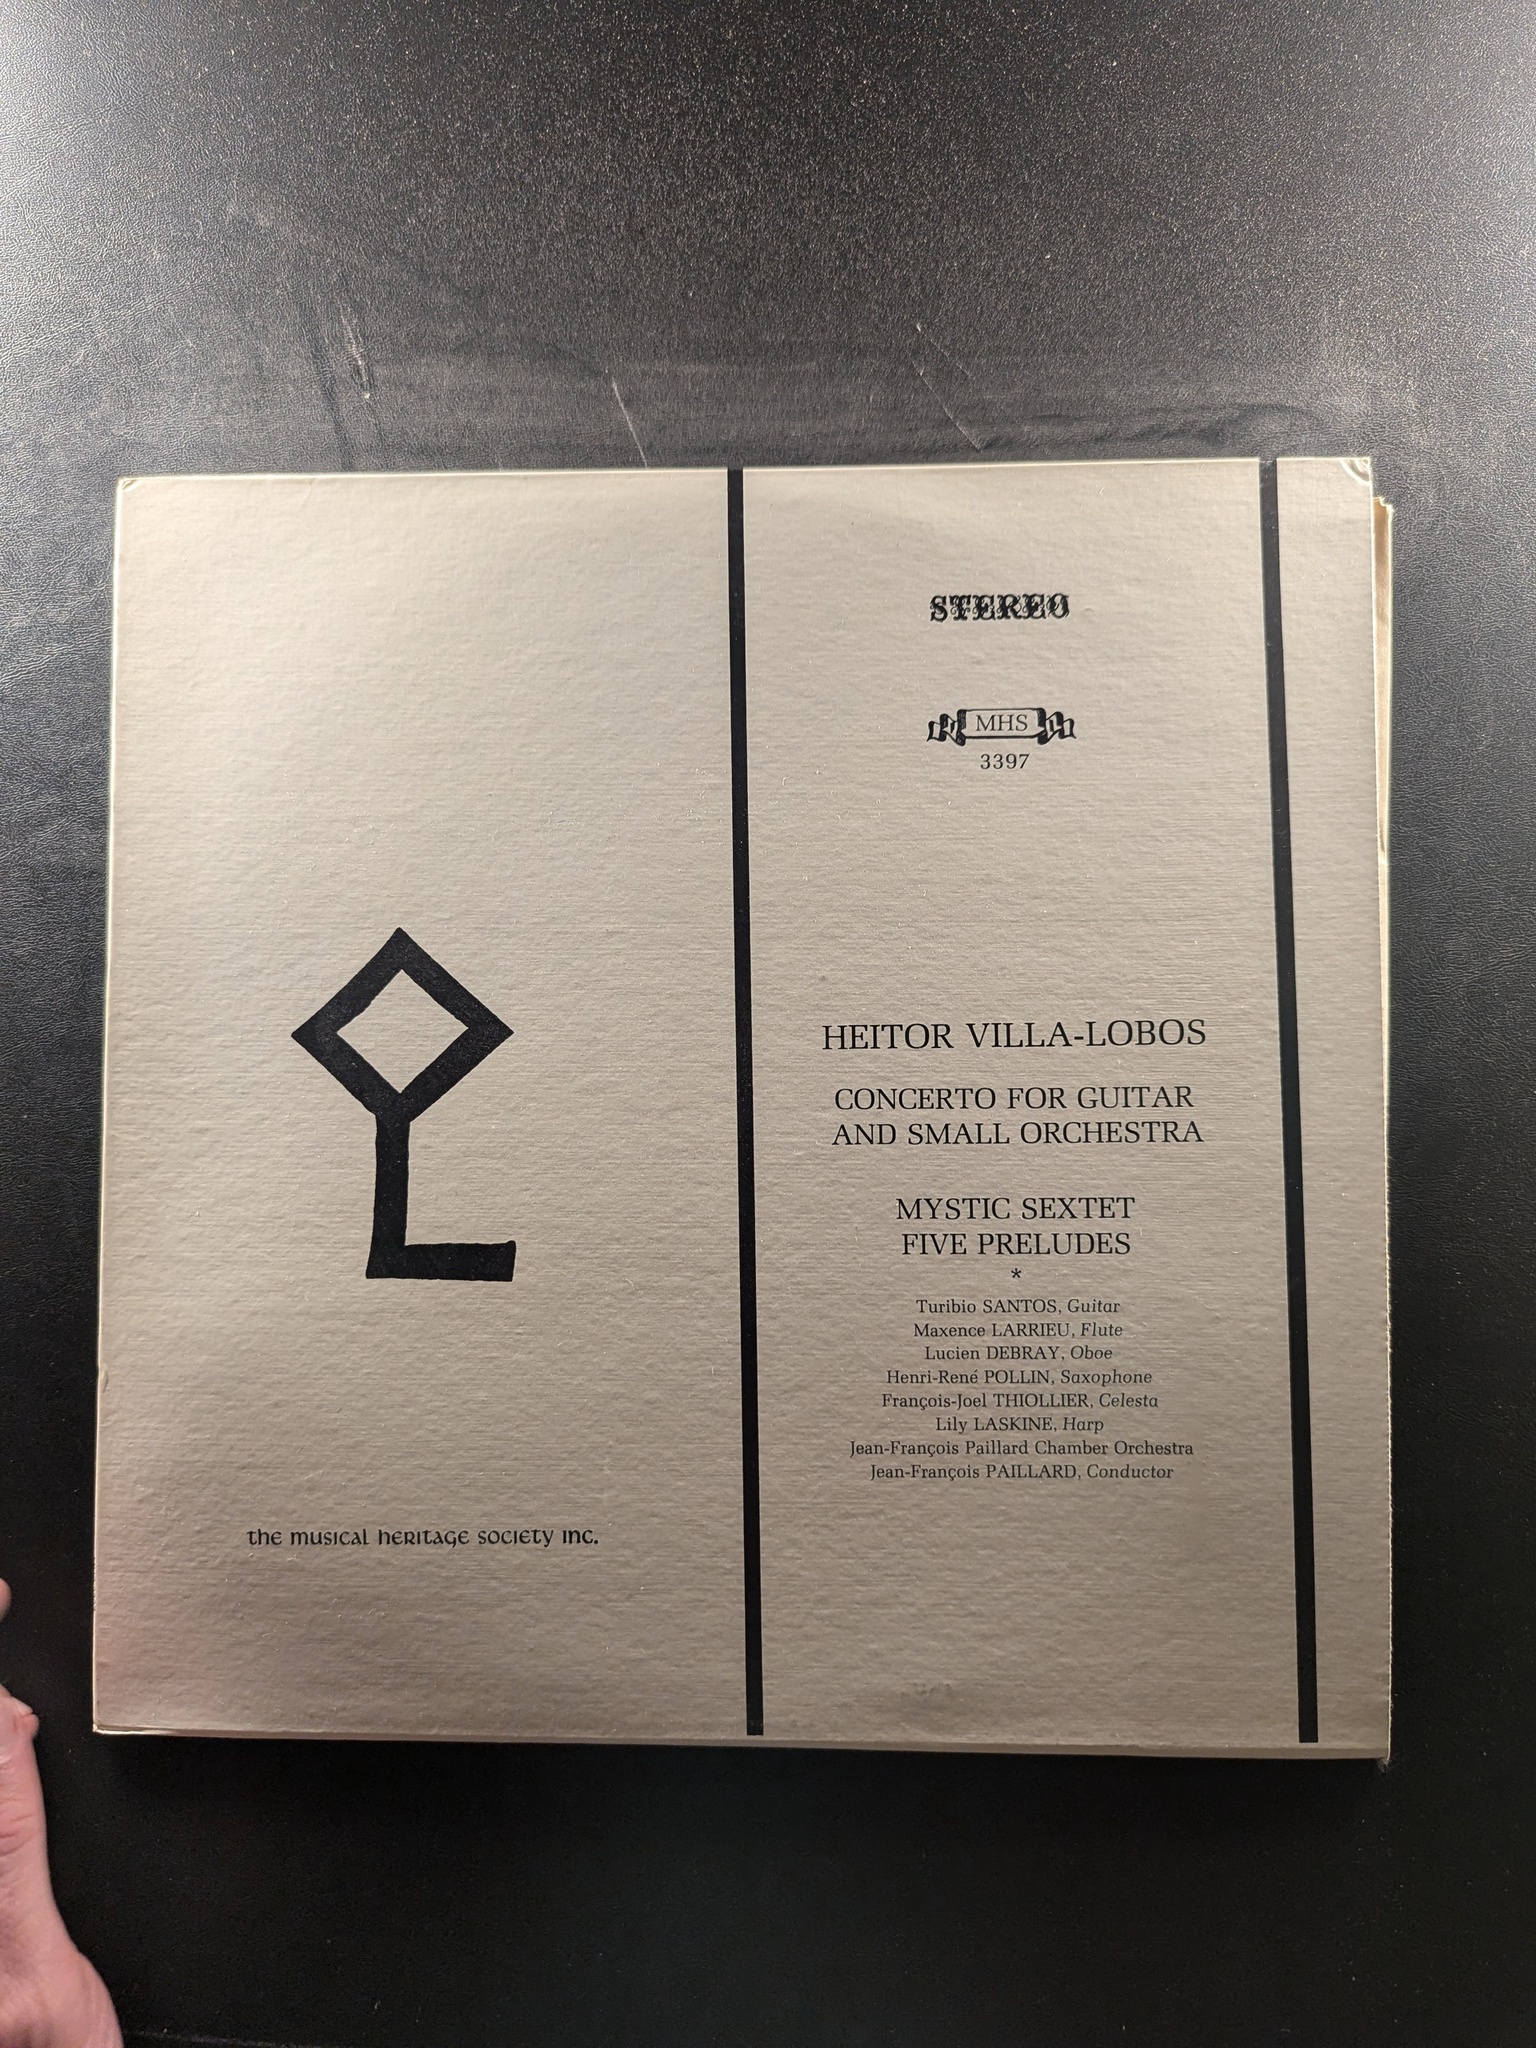 STEREO
MHS
3397
HEITOR VILLA-LOBOS
CONCERTO FOR GUITAR
AND SMALL ORCHESTRA
MYSTIC SEXTET
FIVE PRELUDES
*
Turibio SANTOS, Guitar
Maxence LARRIEU, Flute
Lucien DEBRAY, Oboe
Henri-René POLLIN, Saxophone
François-Joel THIOLLIER, Celesta
Lily LASKINE, Harp
Jean-François Paillard Chamber Orchestra
Jean-François PAILLARD, Conductor
the musical heritage society inc.